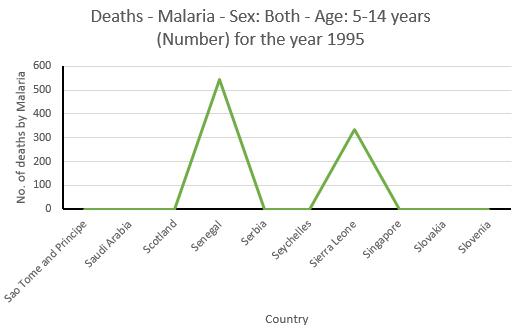 Deaths - Malaria - Sex: Both - Age: 5-14 years
(Number) for the year 1995
No. of deaths by Malaria
600
500
400
300
200
100
0
Sao Tome and Principe
Saudi Arabia
Scotland
Senegal
Serbia
Seychelles
Sierra Leone
Singapore
Slovakia
Slovenia
Country